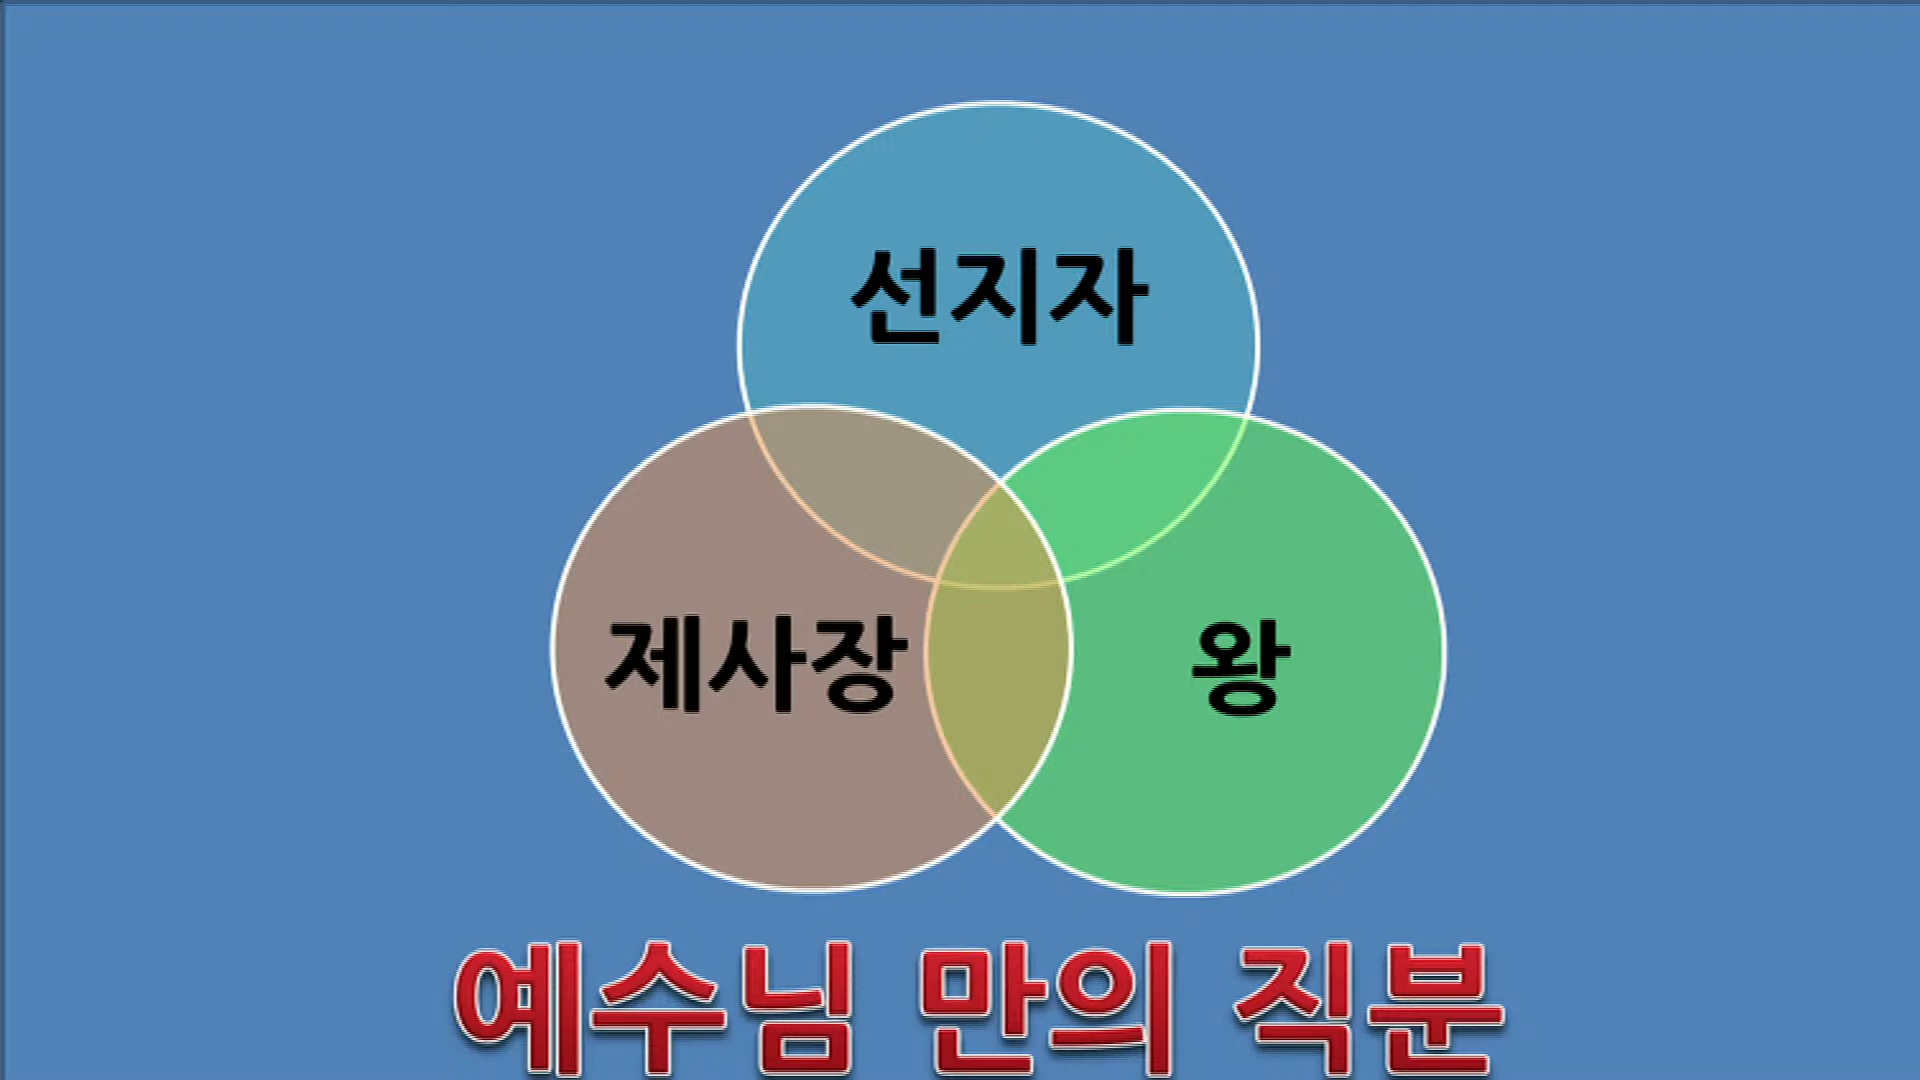 선지자
제사장
왕
예수님 만의 직분